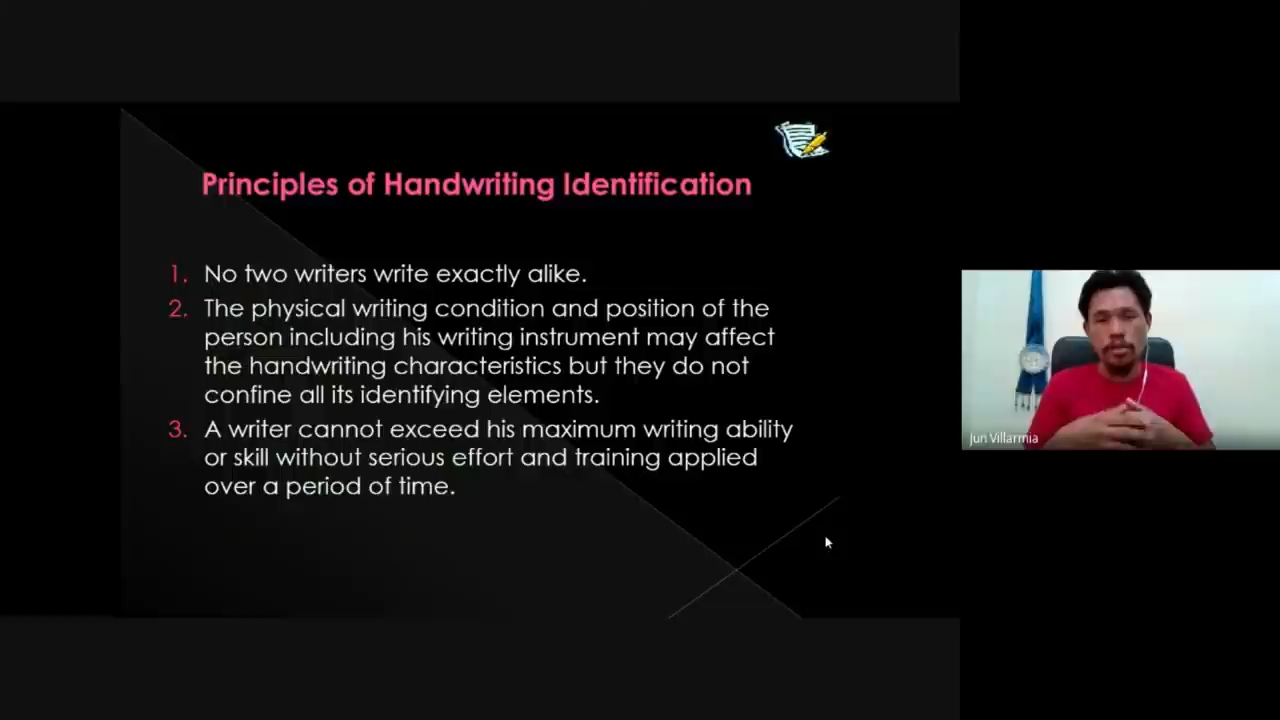 Principles of Handwriting Identification
1. No two writers write exactly alike.
2. The physical writing condition and position of the
person including his writing instrument may affect
the handwriting characteristics but they do not
confine all its identifying elements.
3. A writer cannot exceed his maximum writing ability
or skill without serious effort and training applied
over a period of time.
Jun Villarmia